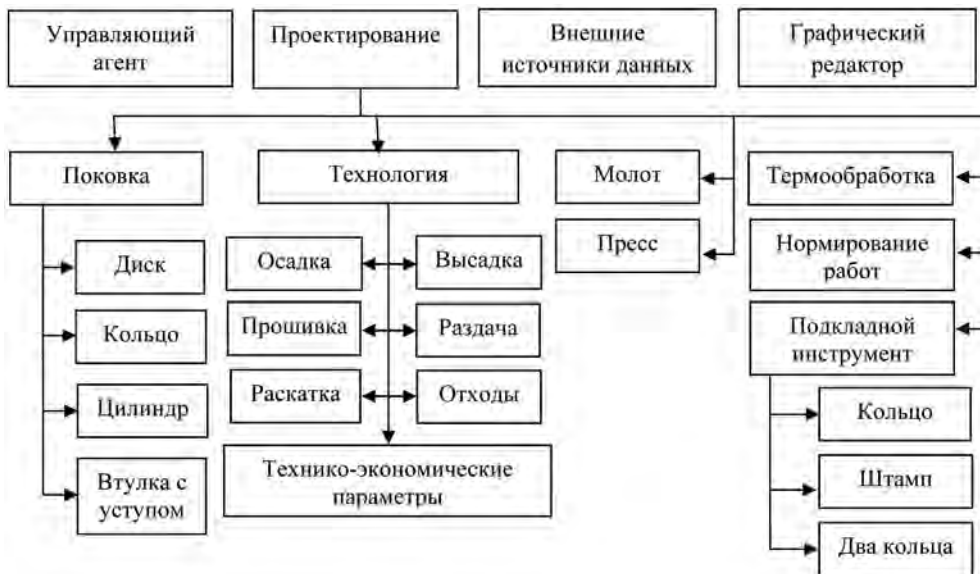 Управляющий
агент
Проектирование
Внешние
источники данных
Графический
редактор
Поковка
Технология
Молот
Термообработка
Пресс
Нормирование
работ
Диск
Осадка
Высадка
Кольцо
Прошивка
Раздача
Подкладной
инструмент
Цилиндр
Раскатка
Отходы
Кольцо
Втулка с
уступом
Технико-экономические
параметры
Штамп
Два кольца